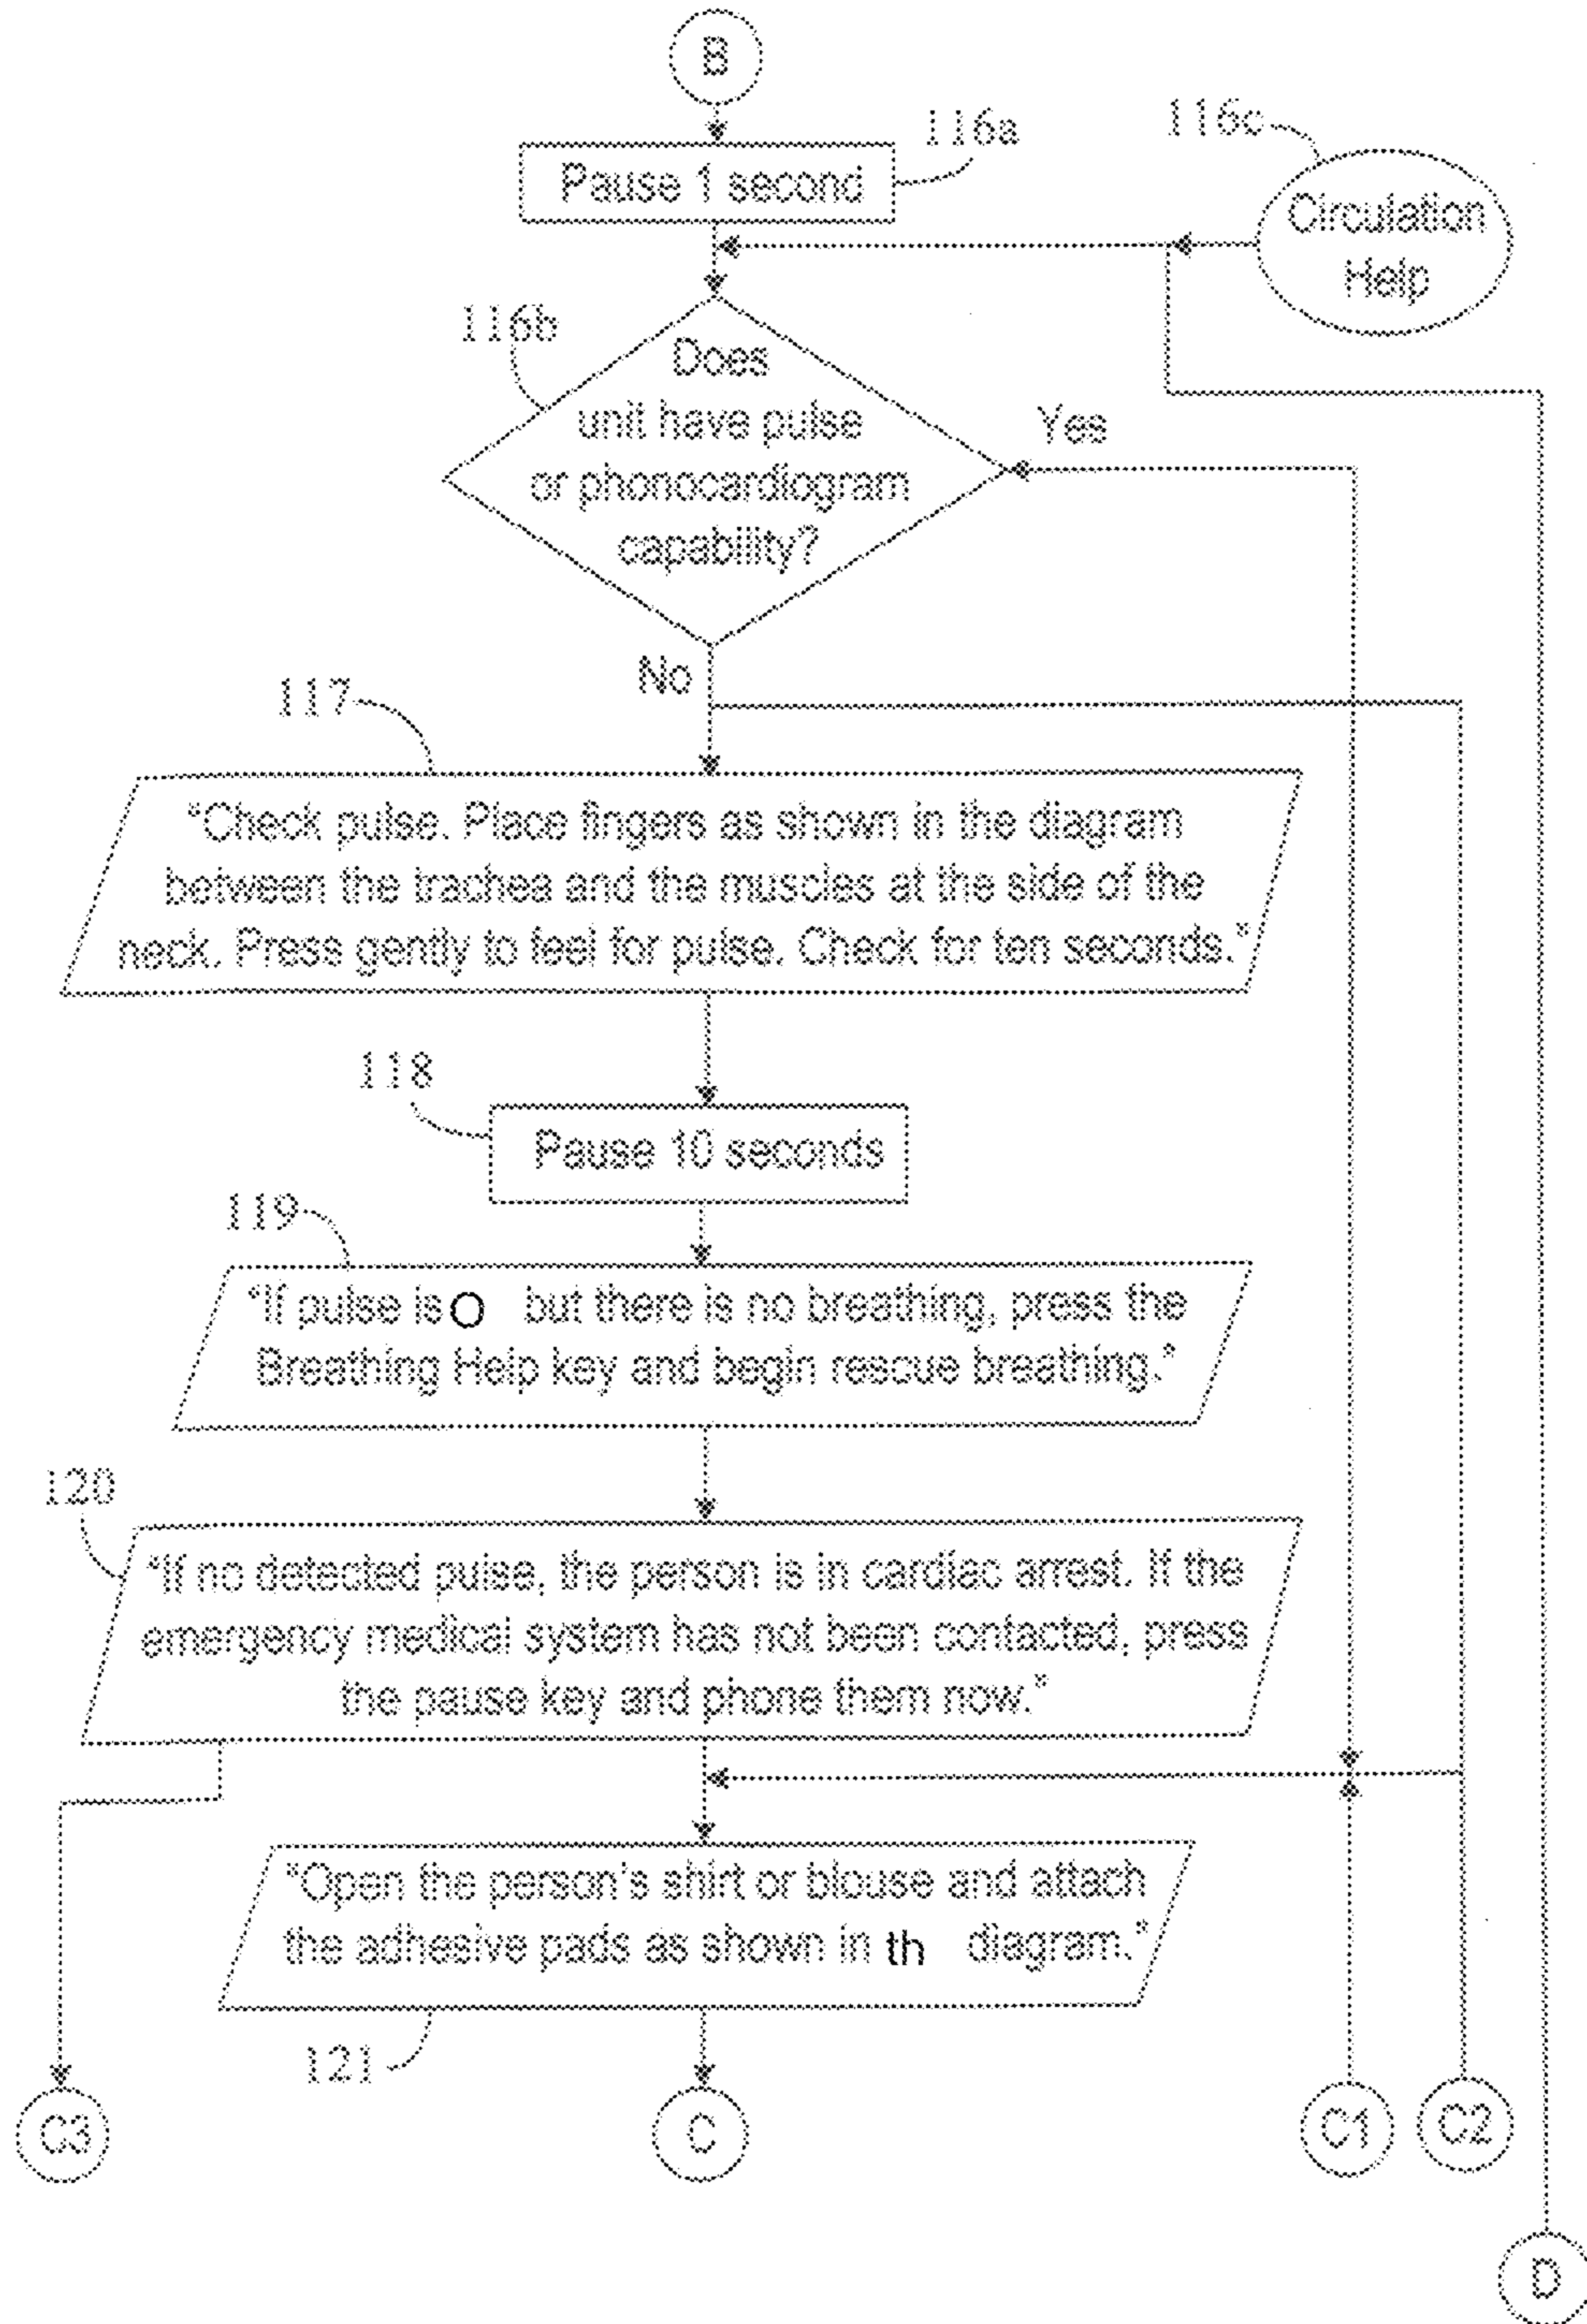 B
Pause 1 second
116a
116c
Circulation
Help
116b
Does
unit have pulse
or phonocardiogram
capability?
Yes
No
117
"Check pulse. Place fingers as shown in the diagram
between the trachea and the muscles at the side of the
neck. Press gently to feel for pulse. Check for ten seconds."
118
Pause 10 seconds
119
"If pulse is O but there is no breathing, press the
Breathing Help key and begin rescue breathing."
120
"If no detected pulse, the person is in cardiac arrest. If the
emergency medical system has not been contacted, press
the pause key and phone them now."
"Open the person's shirt or blouse and attach
the adhesive pads as shown in th diagram."
121
C3
C
C1
C2
D